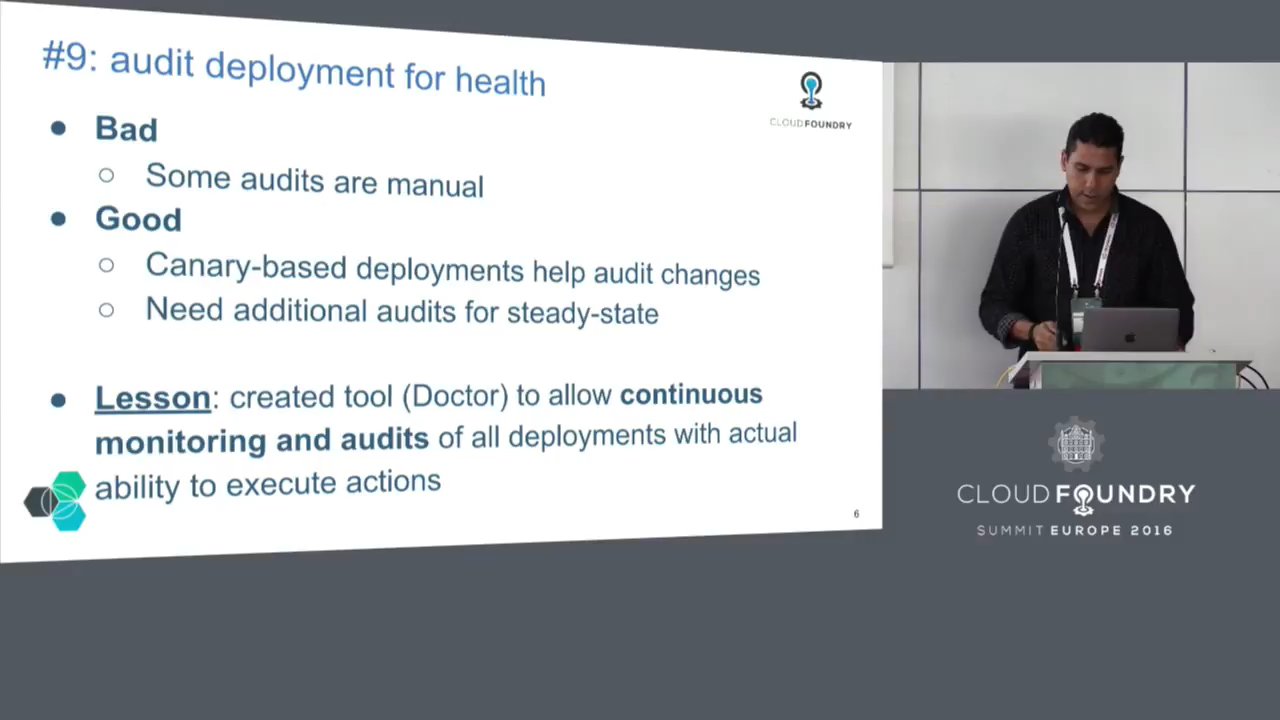 #9: audit deployment for health
CLOUDFOUNDRY
● Bad
○ Some audits are manual
● Good
○ Canary-based deployments help audit changes
○ Need additional audits for steady-state
● Lesson: created tool (Doctor) to allow continuous
monitoring and audits of all deployments with actual
ability to execute actions
6
CLOUD FOUNDRY
SUMMIT EUROPE 2016